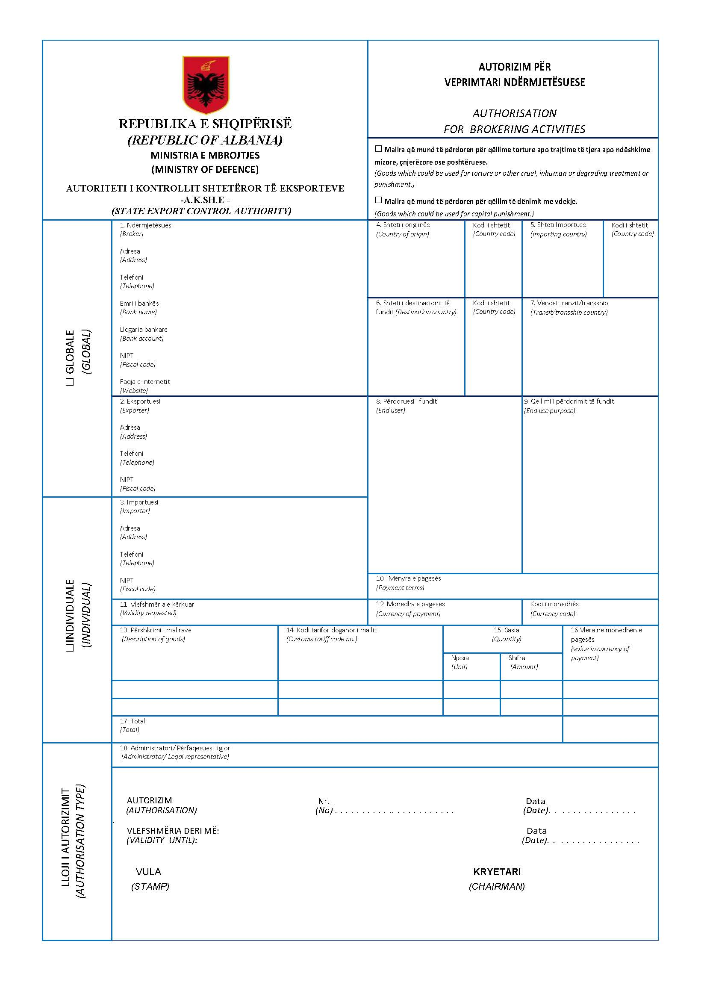 REPUBLIKA E SHQIPËRISË
(REPUBLIC OF ALBANIA)
MINISTRIA E MBROJTJES
(MINISTRY OF DEFENCE)
AUTORITETI I KONTROLLIT SHTETËROR TË EKSPORTEVE
-A.K.SH.E -
(STATE EXPORT CONTROL AUTHORITY)
AUTORIZIM PËR
VEPRIMTARI NDËRMJETËSUESE
AUTHORISATION
FOR BROKERING ACTIVITIES
☐ Mallra që mund të përdoren për qëllime torture apo trajtime të tjera apo ndëshkime
mizore, çnjerëzore ose poshtëruese.
(Goods which could be used for torture or other cruel, inhuman or degrading treatment or
punishment.)
☐ Mallra që mund të përdoren për qëllim të dënimit me vdekje.
(Goods which could be used for capital punishment.)
☐ GLOBALE
(GLOBAL)
1. Ndërmjetësuesi
(Broker)
Adresa
(Address)
Telefoni
(Telephone)
Emri i bankës
(Bank name)
Llogaria bankare
(Bank account)
NIPT
(Fiscal code)
Faqja e internetit
(Website)
4. Shteti i origjinës
(Country of origin)
Kodi i shtetit
(Country code)
5. Shteti Importues
(Importing country)
Kodi i shtetit
(Country code)
6. Shteti i destinacionit të
fundit (Destination country)
Kodi i shtetit
(Country code)
7. Vendet tranzit/transship
(Transit/transship country)
2. Eksportuesi
(Exporter)
Adresa
(Address)
Telefoni
(Telephone)
NIPT
(Fiscal code)
8. Përdoruesi i fundit
(End user)
9. Qëllimi i përdorimit të fundit
(End use purpose)
☐INDIVIDUALE
(INDIVIDUAL)
3. Importuesi
(Importer)
Adresa
(Address)
Telefoni
(Telephone)
NIPT
(Fiscal code)
10. Mënyra e pagesës
(Payment terms)
11. Vlefshmëria e kërkuar
(Validity requested)
12. Monedha e pagesës
(Currency of payment)
Kodi i monedhës
(Currency code)
13. Përshkrimi i mallrave
(Description of goods)
14. Kodi tarifor doganor i mallit
(Customs tariff code no.)
15. Sasia
(Quantity)
Njesia
(Unit)
Shifra
(Amount)
16.Vlera në monedhën e
pagesës
(value in currency of
payment)
17. Totali
(Total)
LLOJI I AUTORIZIMIT
(AUTHORISATION TYPE)
18. Administratori/ Përfaqesuesi ligjor
(Administrator/ Legal representative)
AUTORIZIM Nr. Data
(AUTHORISATION) (No) . . . . . . . . . . .. . . . . . . . . . . . . (Date). . . . . . . . . . . . . . . .
VLEFSHMËRIA DERI MË: Data
(VALIDITY UNTIL): (Date). . . . . . . . . . . . . . . . .
VULA KRYETARI
(STAMP) (CHAIRMAN)